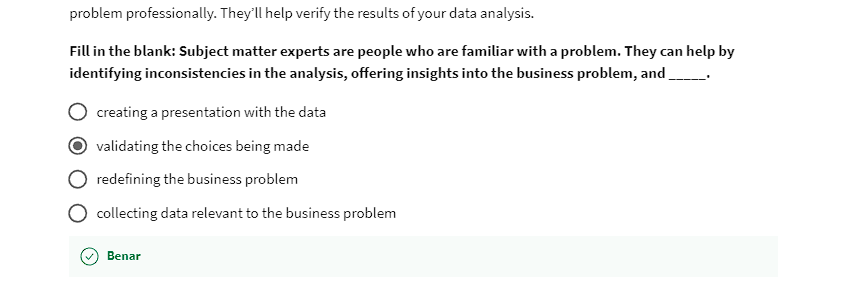 problem professionally. They’ll help verify the results of your data analysis.
Fill in the blank: Subject matter experts are people who are familiar with a problem. They can help by
identifying inconsistencies in the analysis, offering insights into the business problem, and _____.
creating a presentation with the data
validating the choices being made
redefining the business problem
collecting data relevant to the business problem
Benar